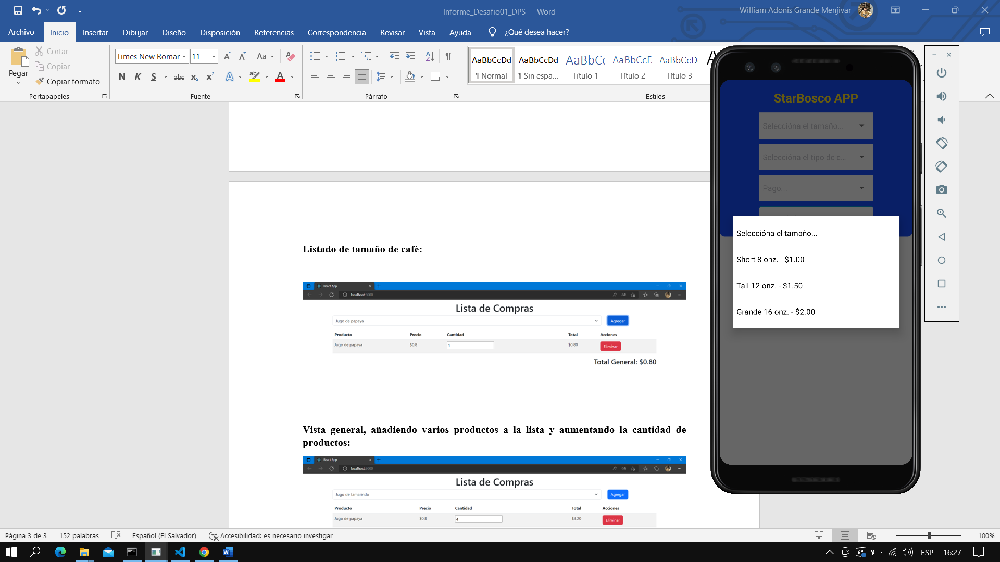 Informe_Desafio01_DPS - Word
William Adonis Grande Menjivar
Archivo
Inicio
Insertar
Dibujar
Diseño
Disposición
Referencias
Correspondencia
Revisar
Vista
Ayuda
¿Qué desea hacer?
Pegar
Cortar
Copiar
Copiar formato
Portapapeles
Times New Romar
11
Aa
N K S abc x₂ x²
A
aby
A
Fuente
Párrafo
AaBbCcDd
¶ Normal
AaBbCcDd
¶ Sin espa...
AaBbC
Título 1
AaBbCcD
Título 2
AaBbCcD
Título 3
Estilos
Listado de tamaño de café:
React App
localhost:3000
Lista de Compras
Jugo de papaya
Agregar
Producto Precio Cantidad Total Acciones
Jugo de papaya $0.8 1 $0.80 Eliminar
Total General: $0.80
Vista general, añadiendo varios productos a la lista y aumentando la cantidad de
productos:
React App
localhost:3000
Lista de Compras
Jugo de tamarindo
Agregar
Producto Precio Cantidad Total Acciones
Jugo de papaya $0.8 4 $3.20 Eliminar
StarBosco APP
Seleccióna el tamaño...
Seleccióna el tipo de c...
Pago...
Seleccióna el tamaño...
Short 8 onz. - $1.00
Tall 12 onz. - $1.50
Grande 16 onz. - $2.00
Página 3 de 3
152 palabras
Español (El Salvador)
Accesibilidad: es necesario investigar
100%
ESP
16:27